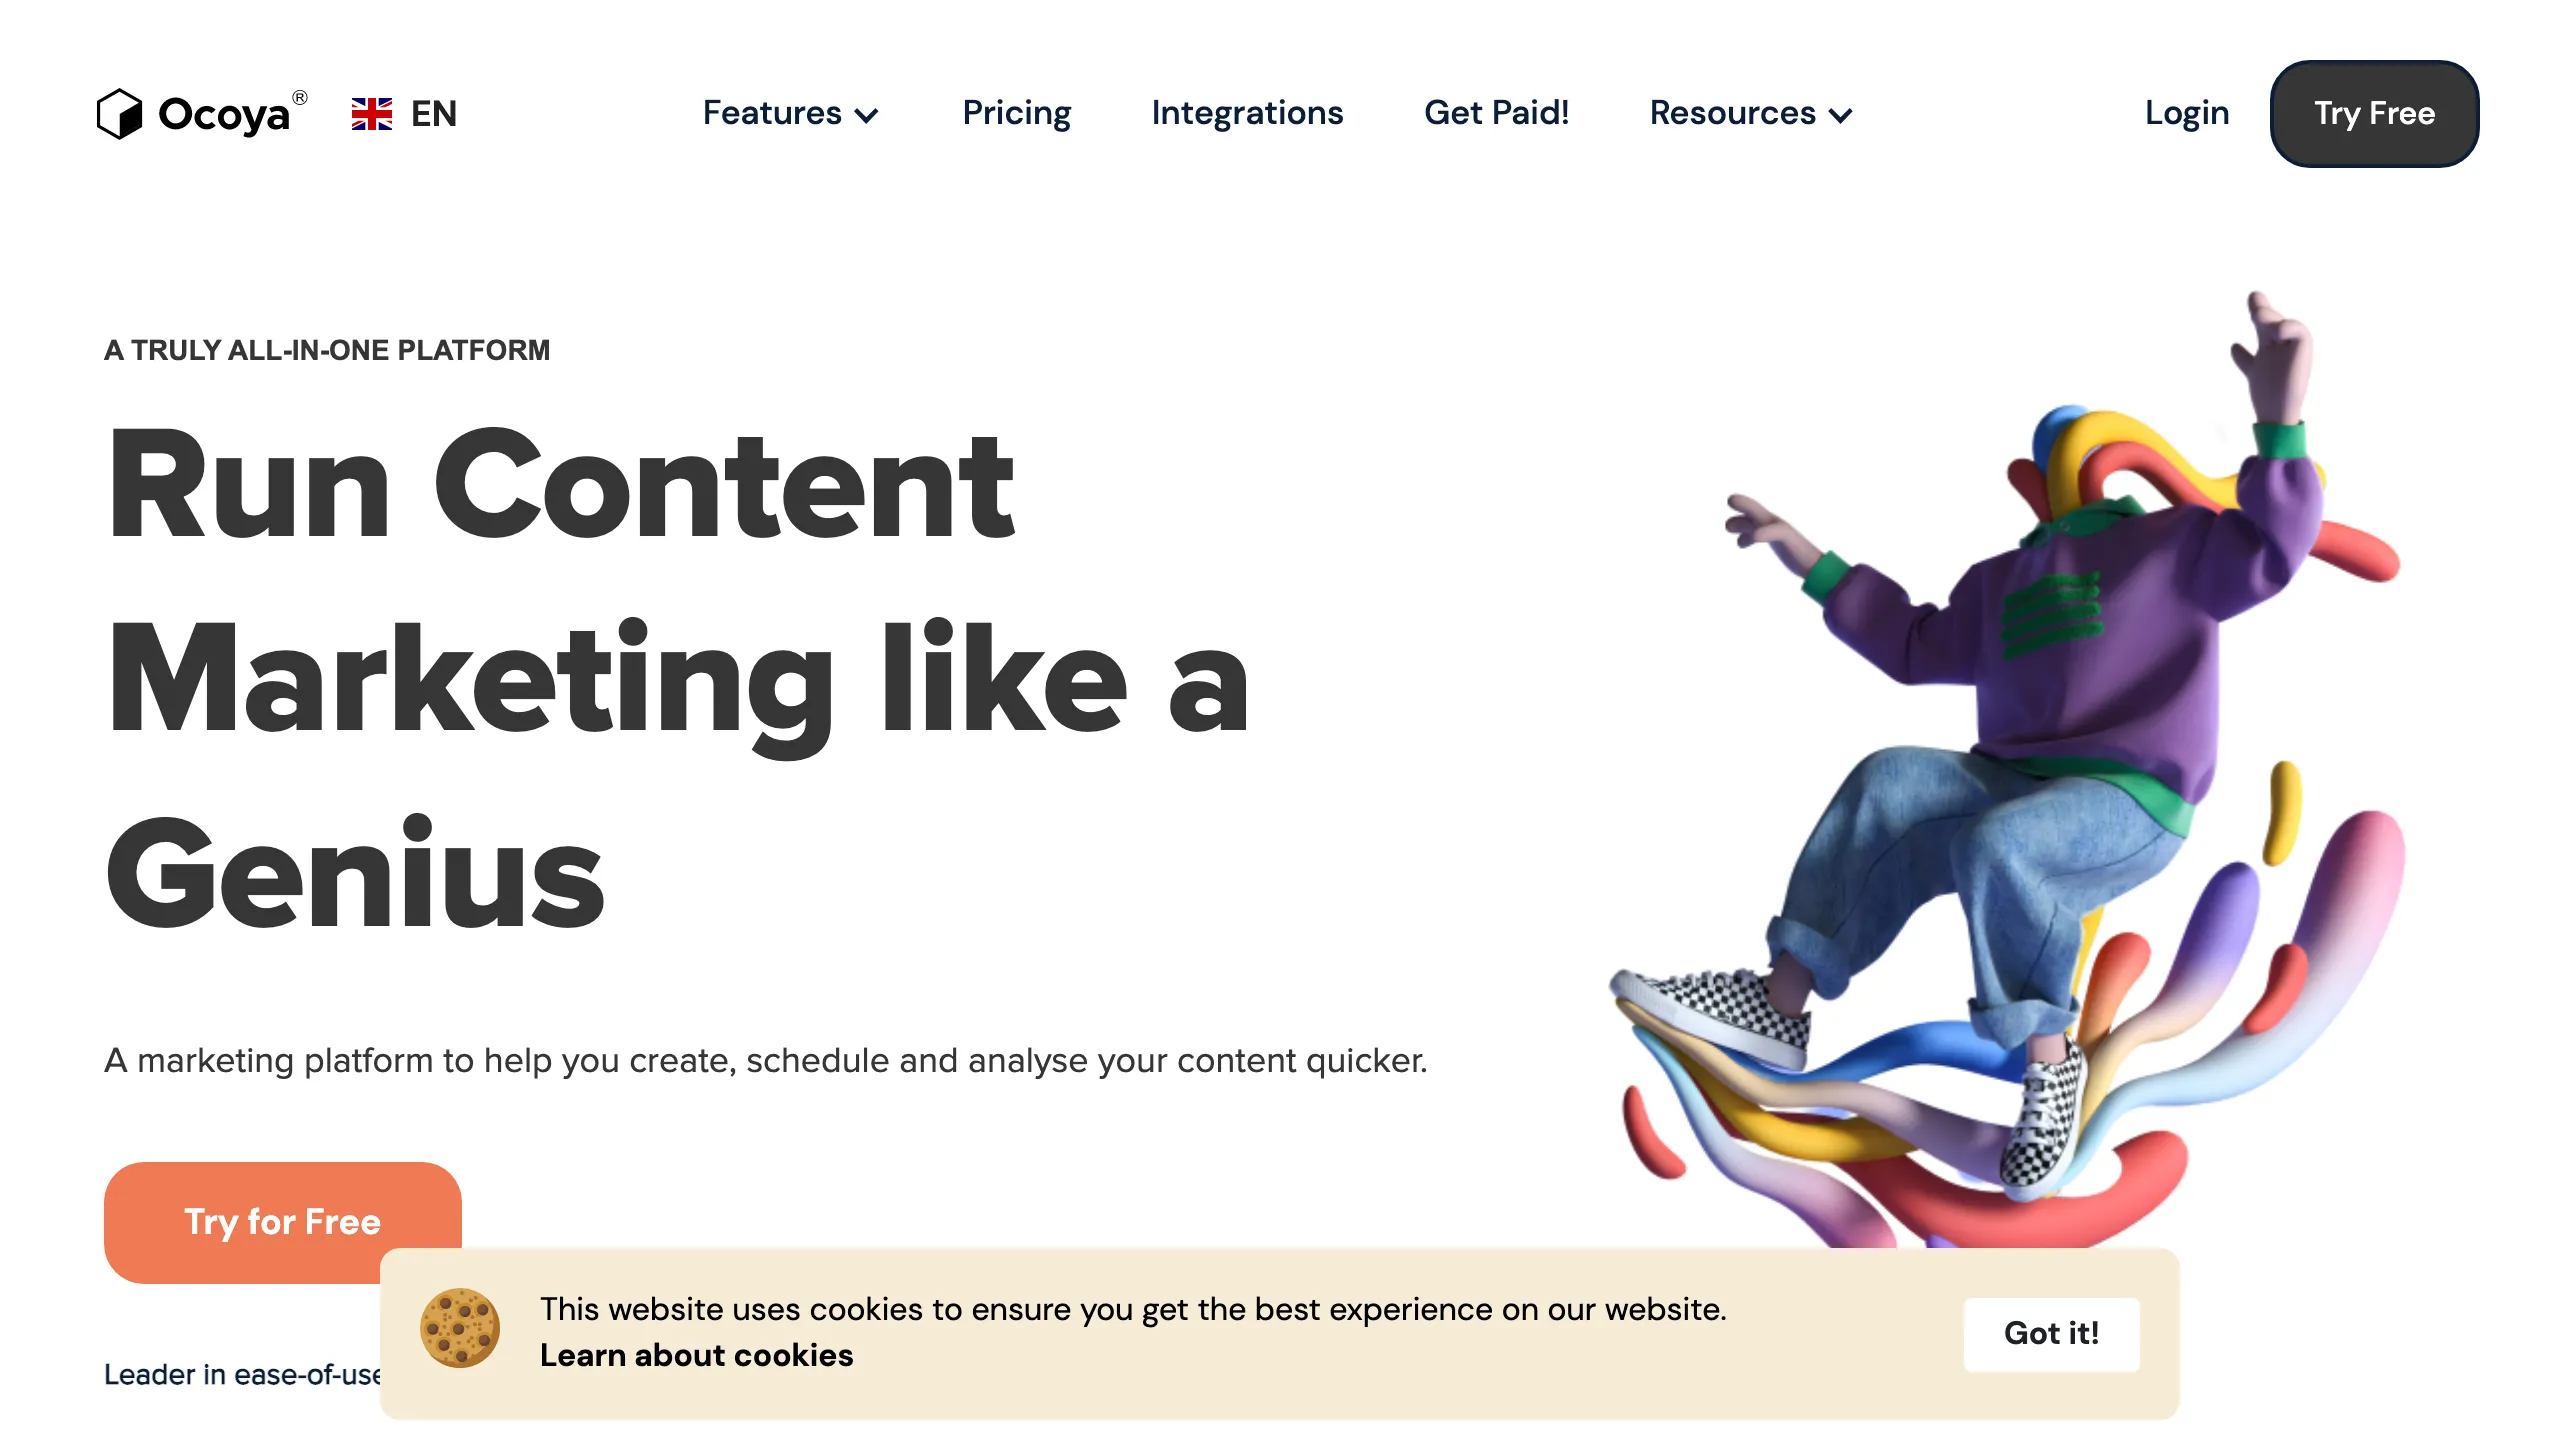 Ocoya®
EN
Features
Pricing
Integrations
Get Paid!
Resources
Login
Try Free
A TRULY ALL-IN-ONE PLATFORM
Run Content
Marketing like a
Genius
A marketing platform to help you create, schedule and analyse your content quicker.
Try for Free
Leader in ease-of-use
This website uses cookies to ensure you get the best experience on our website.
Learn about cookies
Got it!